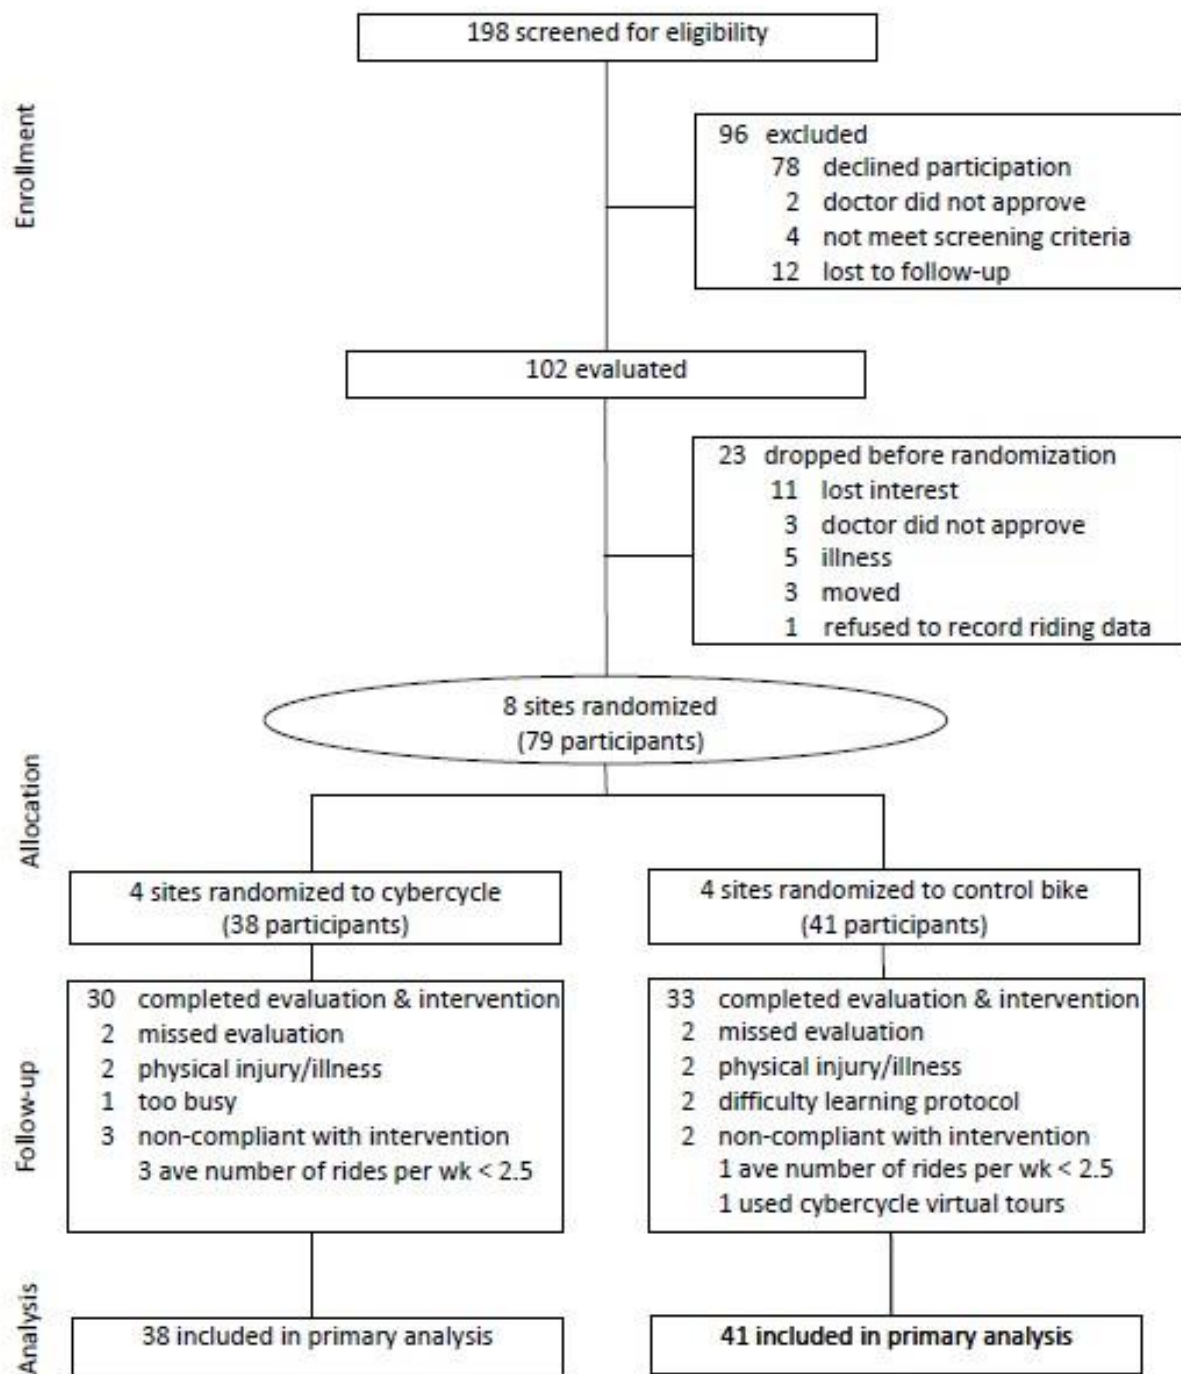 198 screened for eligibility
Enrollment
96 excluded
78 declined participation
2 doctor did not approve
4 not meet screening criteria
12 lost to follow-up
102 evaluated
23 dropped before randomization
11 lost interest
3 doctor did not approve
5 illness
3 moved
1 refused to record riding data
8 sites randomized
(79 participants)
Allocation
4 sites randomized to cybercycle
(38 participants)
4 sites randomized to control bike
(41 participants)
Follow-up
30 completed evaluation & intervention
2 missed evaluation
2 physical injury/illness
1 too busy
3 non-compliant with intervention
3 ave number of rides per wk < 2.5
33 completed evaluation & intervention
2 missed evaluation
2 physical injury/illness
2 difficulty learning protocol
2 non-compliant with intervention
1 ave number of rides per wk < 2.5
1 used cybercycle virtual tours
Analysis
38 included in primary analysis
41 included in primary analysis